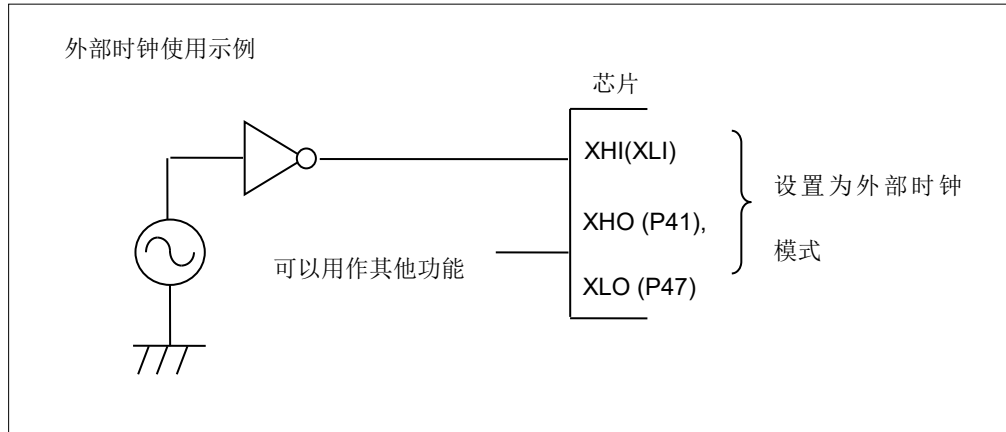 外部时钟使用示例
芯片
XHI(XLI)
设置为外部时钟
XHO (P41),
模式
可以用作其他功能
XLO (P47)